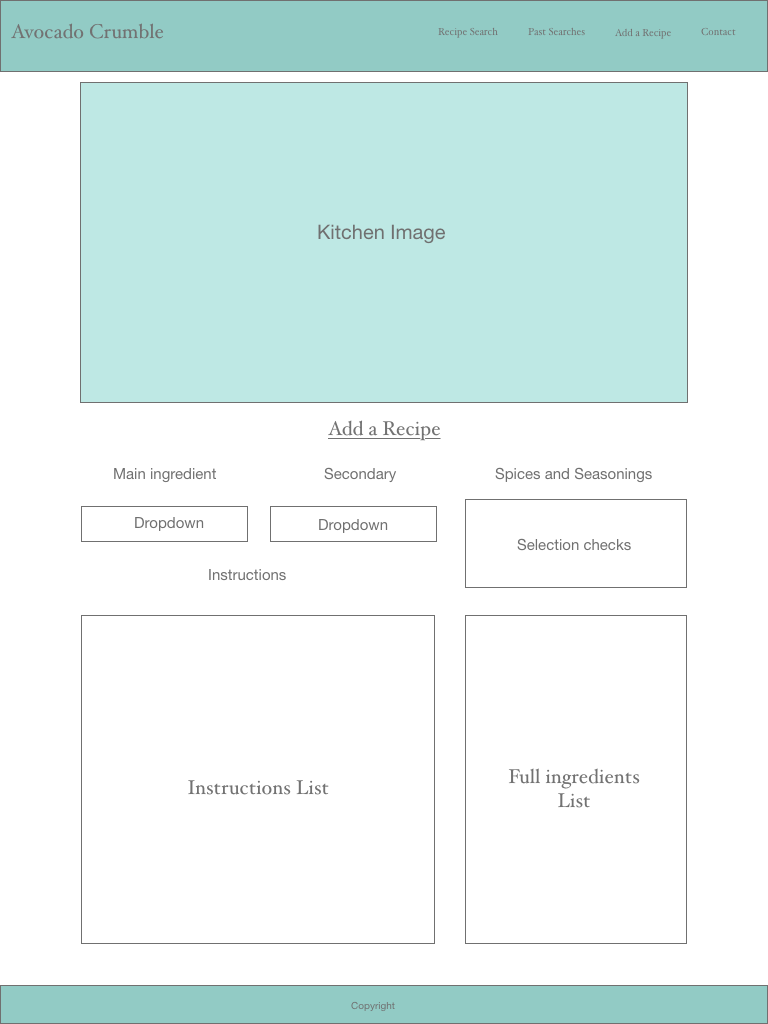 Avocado Crumble
Recipe Search
Past Searches
Add a Recipe
Contact
Kitchen Image
Add a Recipe
Main ingredient
Secondary
Spices and Seasonings
Dropdown
Dropdown
Selection checks
Instructions
Instructions List
Full ingredients
List
Copyright